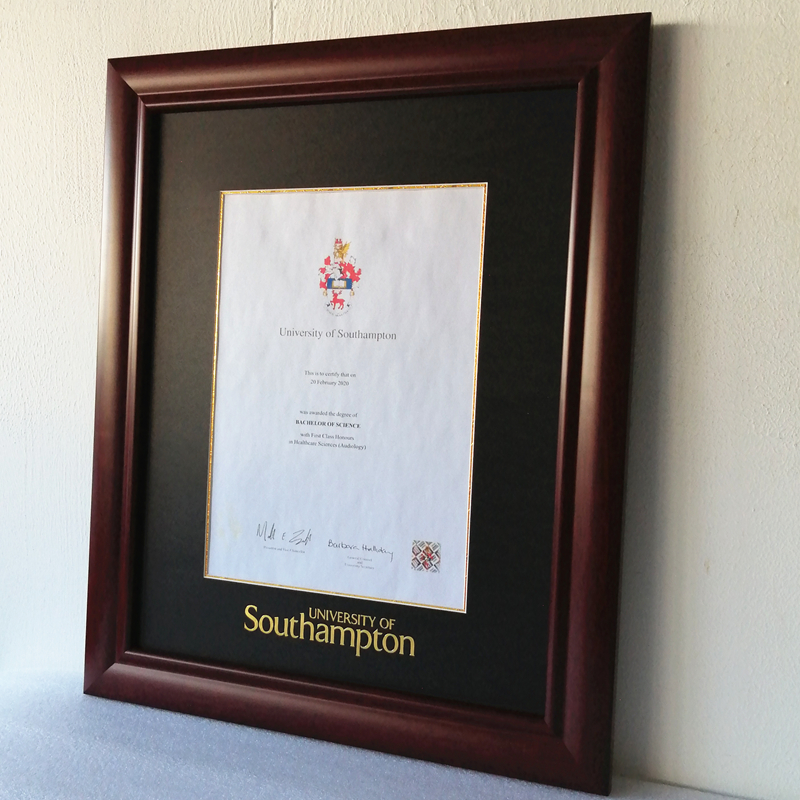 University of Southampton
This is to certify that on
20 February 2020
was awarded the degree of
BACHELOR OF SCIENCE
with First Class Honours
in Healthcare Sciences (Audiology)
UNIVERSITY OF
Southampton